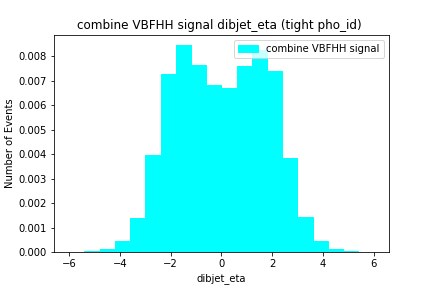 combine VBFHH signal dibjet_eta (tight pho_id)
combine VBFHH signal
Number of Events
0.008
0.007
0.006
0.005
0.004
0.003
0.002
0.001
0.000
−6 −4 −2 0 2 4 6
dibjet_eta